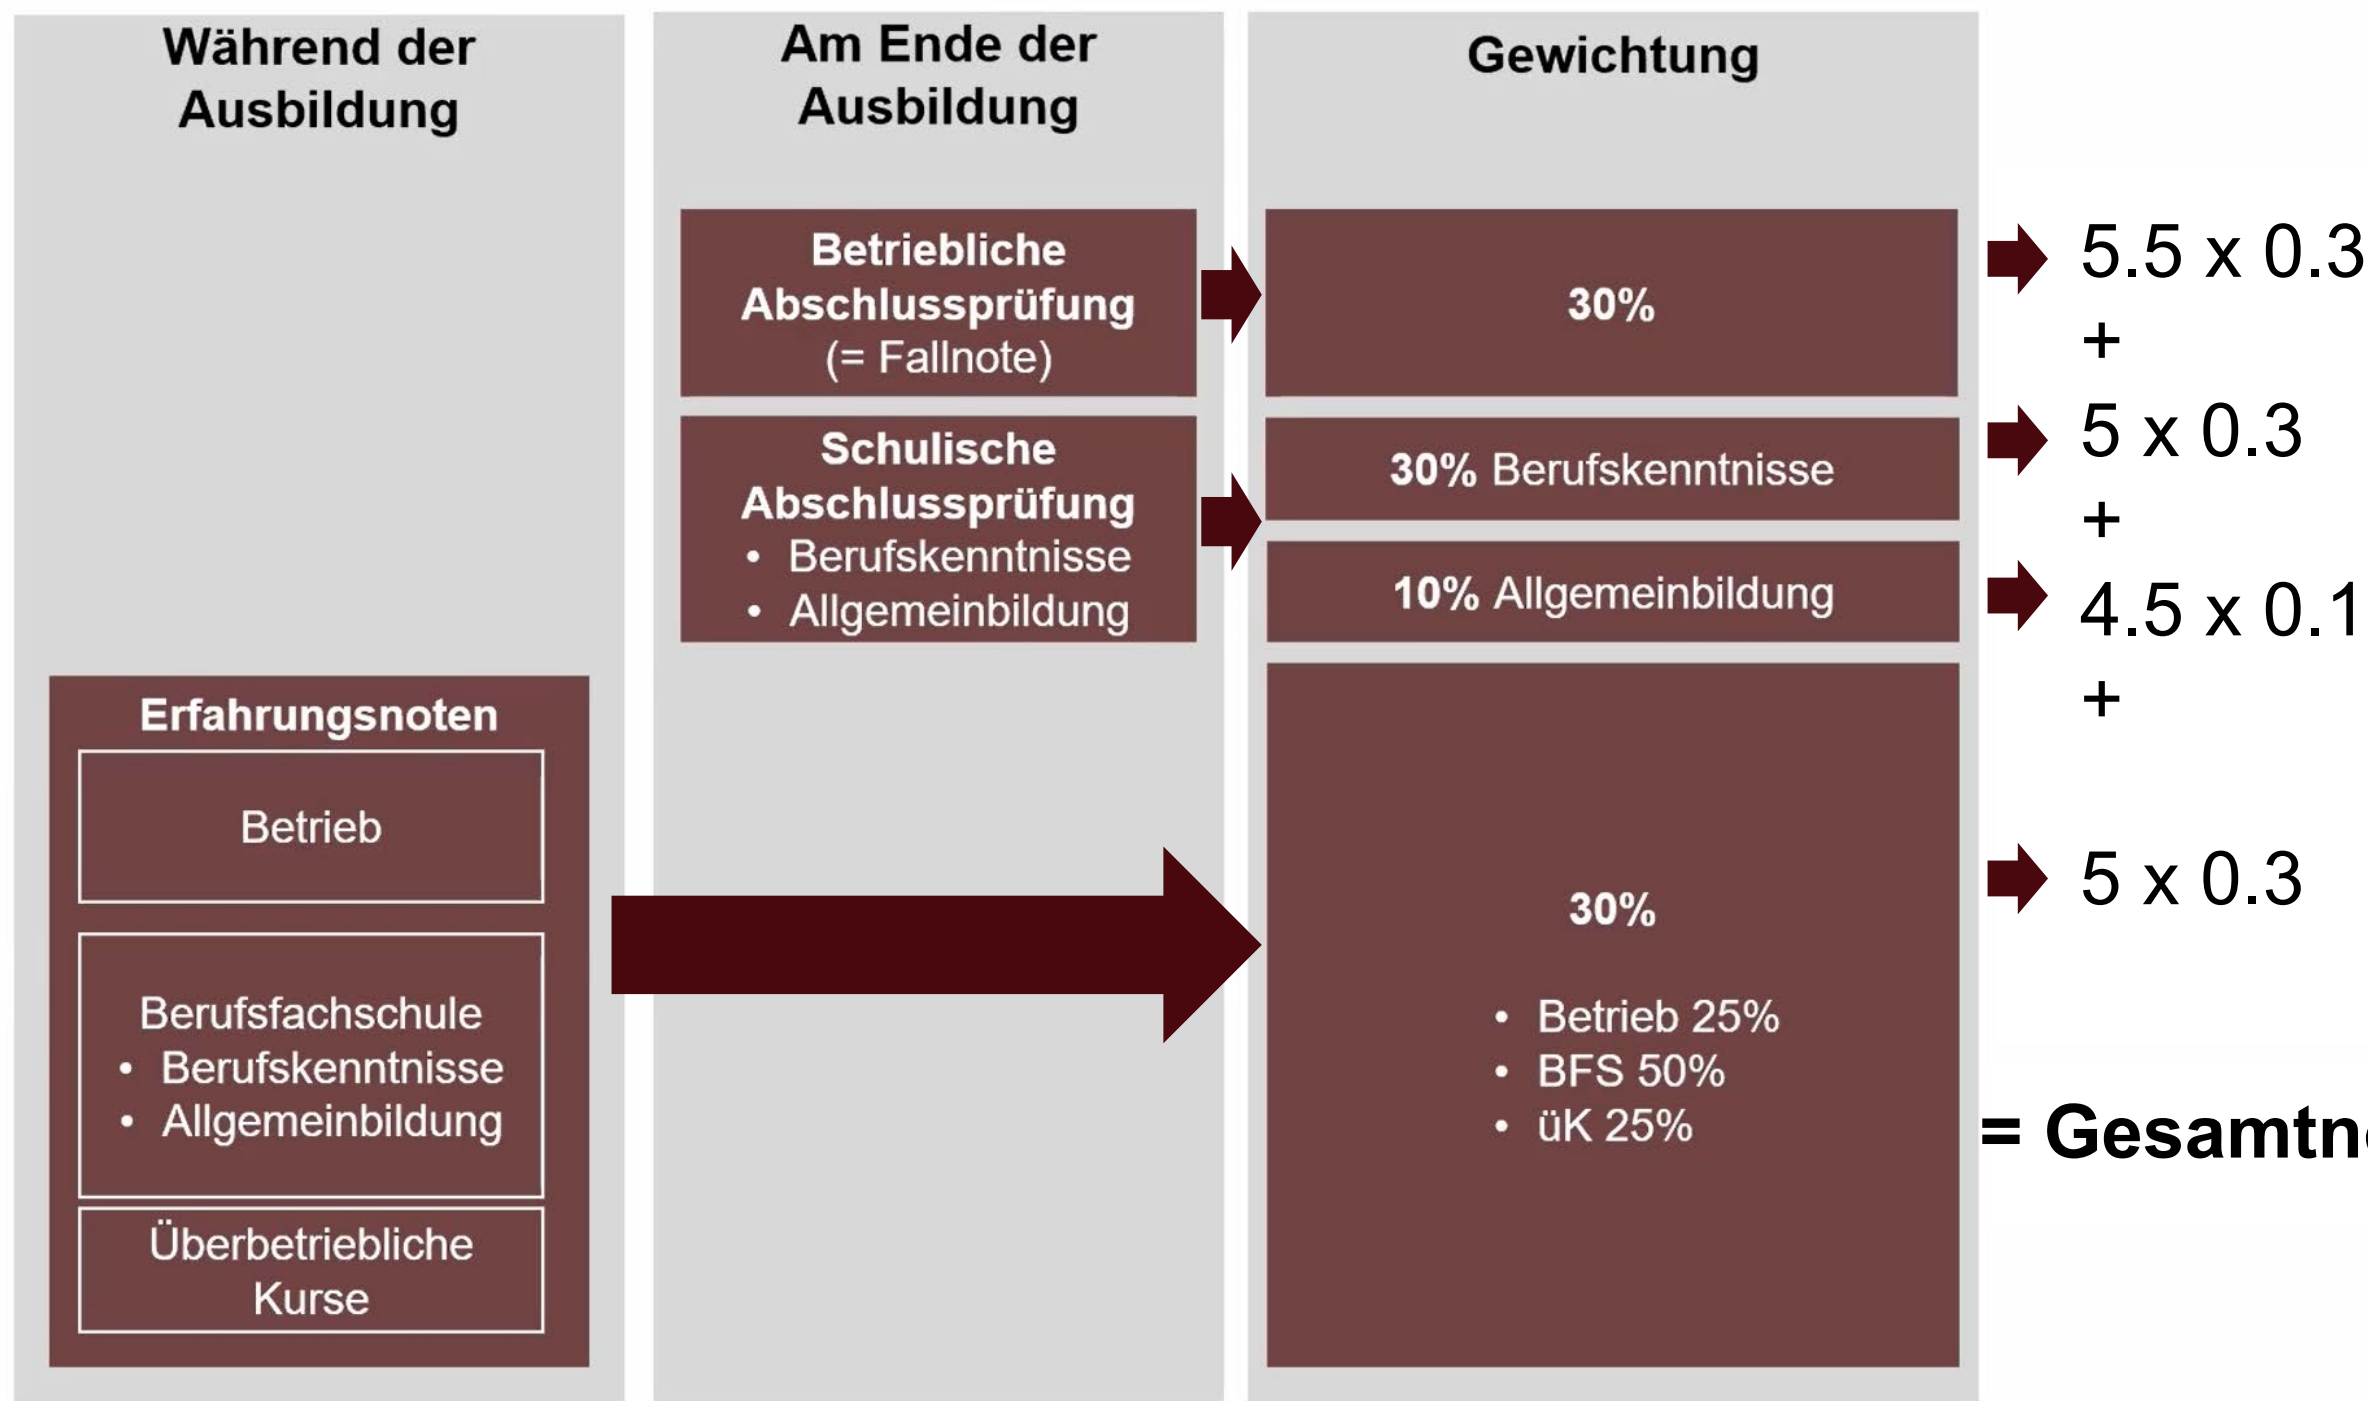 Während der
Ausbildung
Erfahrungsnoten
Betrieb
Berufsfachschule
• Berufskenntnisse
• Allgemeinbildung
Überbetriebliche
Kurse
Am Ende der
Ausbildung
Betriebliche
Abschlussprüfung
(= Fallnote)
Schulische
Abschlussprüfung
• Berufskenntnisse
• Allgemeinbildung
Gewichtung
30%
30% Berufskenntnisse
10% Allgemeinbildung
30%
• Betrieb 25%
• BFS 50%
• üK 25%
5.5 x 0.3
+
5 x 0.3
+
4.5 x 0.1
+
5 x 0.3
=